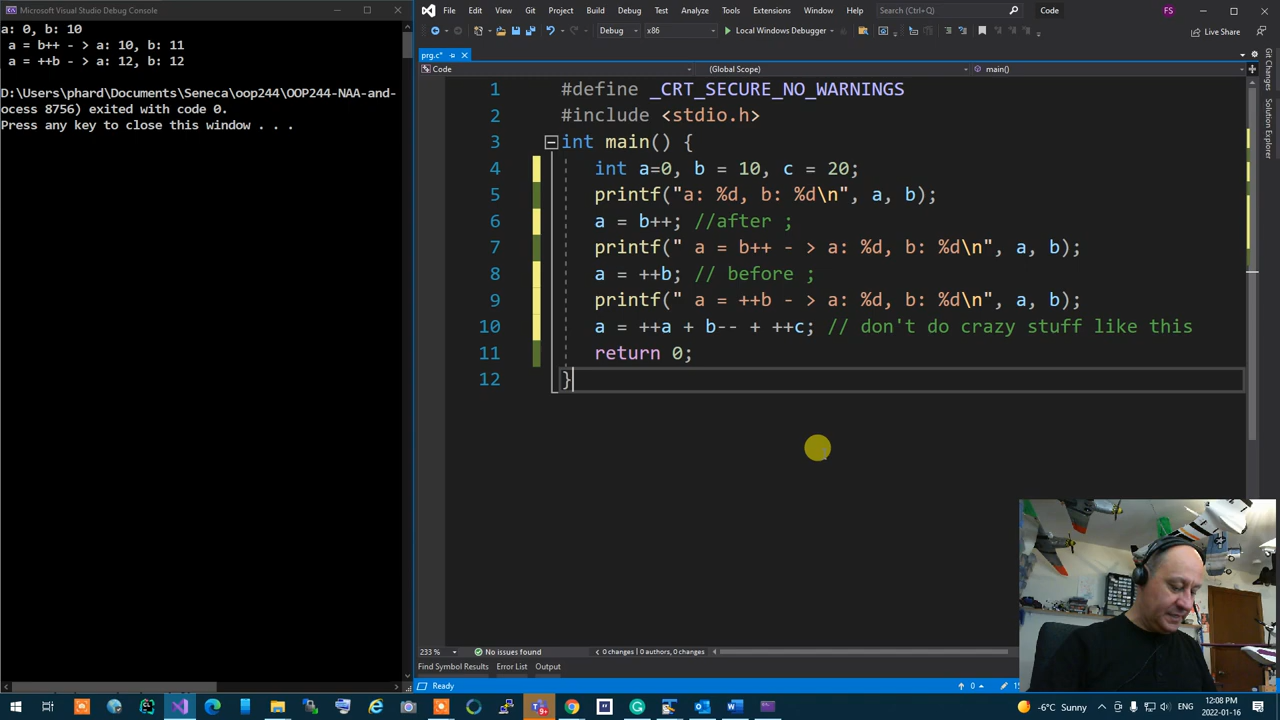 Microsoft Visual Studio Debug Console
a: 0, b: 10
a = b++ - > a: 10, b: 11
a = ++b - > a: 12, b: 12
D:\Users\phard\Documents\Seneca\oop244\OOP244-NAA-and-
ocess 8756) exited with code 0.
Press any key to close this window . . .
File Edit View Git Project Build Debug Test Analyze Tools Extensions Window Help Search (Ctrl+Q) Code FS
Debug x86 Local Windows Debugger Live Share
prg.c*
Code (Global Scope) main()
1 #define _CRT_SECURE_NO_WARNINGS
2 #include <stdio.h>
3 int main() {
4 int a=0, b = 10, c = 20;
5 printf("a: %d, b: %d\n", a, b);
6 a = b++; //after ;
7 printf(" a = b++ - > a: %d, b: %d\n", a, b);
8 a = ++b; // before ;
9 printf(" a = ++b - > a: %d, b: %d\n", a, b);
10 a = ++a + b-- + ++c; // don't do crazy stuff like this
11 return 0;
12 }
Git Changes
Solution Explorer
233 % No issues found 0 changes | 0 authors, 0 changes
Find Symbol Results Error List Output
Ready 0
-6°C Sunny ENG 12:08 PM
2022-01-16